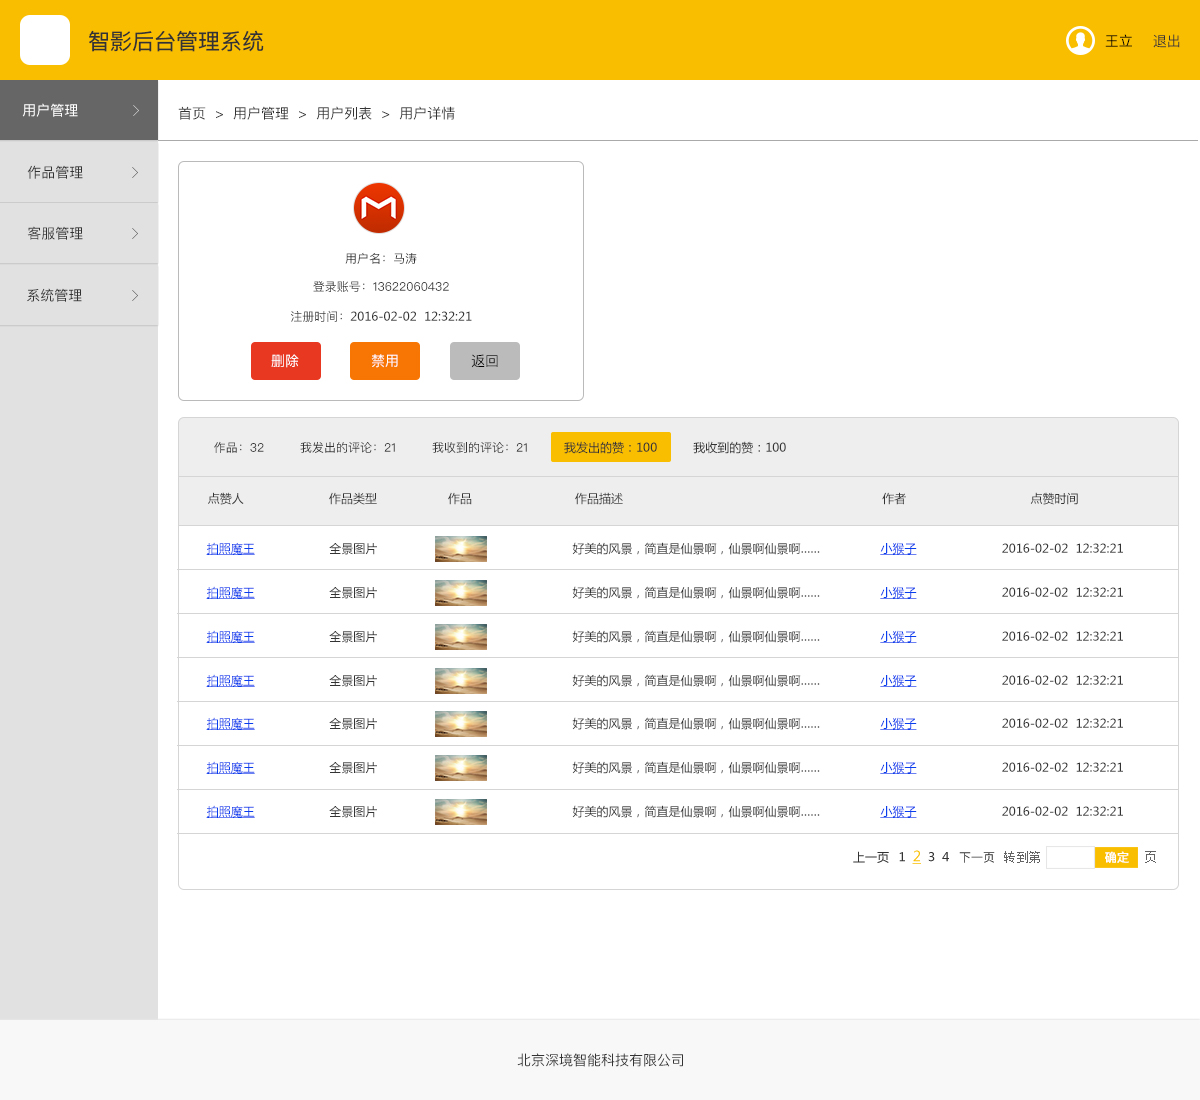 智影后台管理系统
王立 退出
用户管理
首页 > 用户管理 > 用户列表 > 用户详情
作品管理
客服管理
系统管理
用户名：马涛
登录账号：13622060432
注册时间：2016-02-02 12:32:21
删除 禁用 返回
作品：32 我发出的评论：21 我收到的评论：21 我发出的赞：100 我收到的赞：100
点赞人 作品类型 作品 作品描述 作者 点赞时间
拍照魔王 全景图片 好美的风景，简直是仙景啊，仙景啊仙景啊...... 小猴子 2016-02-02 12:32:21
拍照魔王 全景图片 好美的风景，简直是仙景啊，仙景啊仙景啊...... 小猴子 2016-02-02 12:32:21
拍照魔王 全景图片 好美的风景，简直是仙景啊，仙景啊仙景啊...... 小猴子 2016-02-02 12:32:21
拍照魔王 全景图片 好美的风景，简直是仙景啊，仙景啊仙景啊...... 小猴子 2016-02-02 12:32:21
拍照魔王 全景图片 好美的风景，简直是仙景啊，仙景啊仙景啊...... 小猴子 2016-02-02 12:32:21
拍照魔王 全景图片 好美的风景，简直是仙景啊，仙景啊仙景啊...... 小猴子 2016-02-02 12:32:21
拍照魔王 全景图片 好美的风景，简直是仙景啊，仙景啊仙景啊...... 小猴子 2016-02-02 12:32:21
上一页 1 2 3 4 下一页 转到第 确定 页
北京深境智能科技有限公司